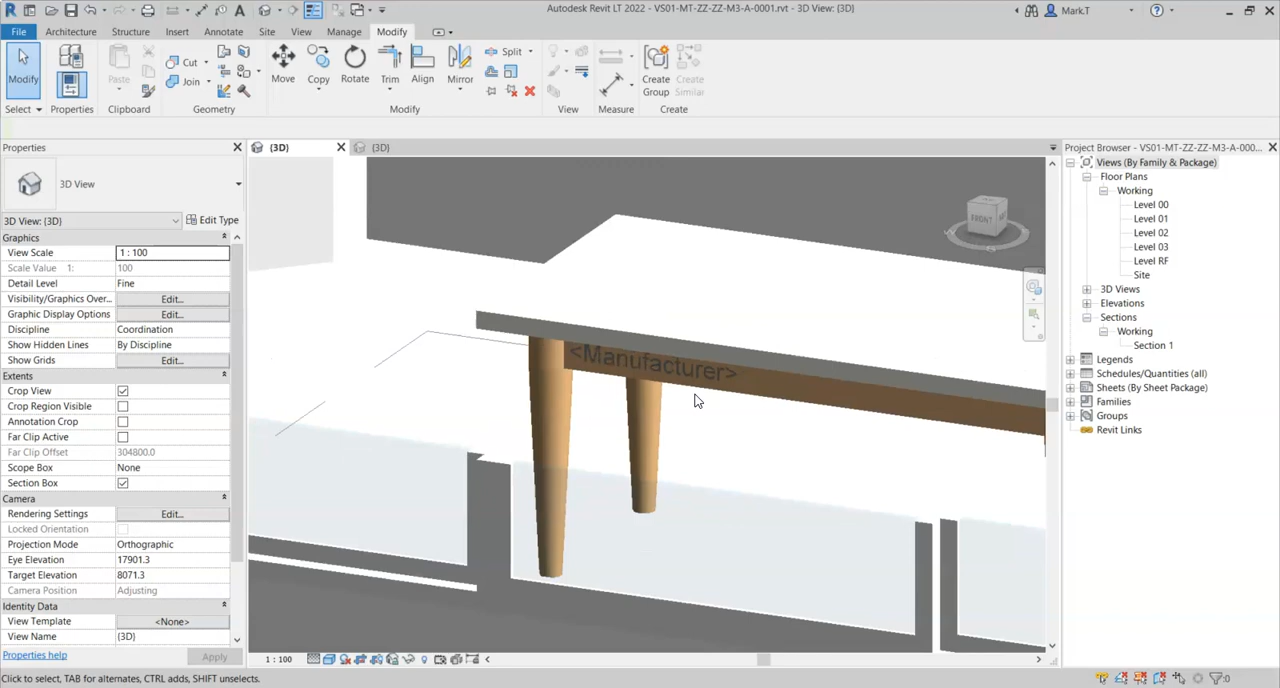 Autodesk Revit LT 2022 - VS01-MT-ZZ-ZZ-M3-A-0001.rvt - 3D View: {3D}
Mark.T
File Architecture Structure Insert Annotate Site View Manage Modify
Modify
Paste
Cut
Join
Move Copy Rotate Trim Align Mirror
Split
Create Group
Create Similar
Select Properties Clipboard Geometry Modify View Measure Create
Properties
3D View
3D View: {3D} Edit Type
Graphics
View Scale 1 : 100
Scale Value 1: 100
Detail Level Fine
Visibility/Graphics Over... Edit...
Graphic Display Options Edit...
Discipline Coordination
Show Hidden Lines By Discipline
Show Grids Edit...
Extents
Crop View
Crop Region Visible
Annotation Crop
Far Clip Active
Far Clip Offset 304800.0
Scope Box None
Section Box
Camera
Rendering Settings Edit...
Locked Orientation
Projection Mode Orthographic
Eye Elevation 17901.3
Target Elevation 8071.3
Camera Position Adjusting
Identity Data
View Template <None>
View Name {3D}
Properties help Apply
{3D} {3D}
<Manufacturer>
FRONT
1 : 100
Project Browser - VS01-MT-ZZ-ZZ-M3-A-000...
Views (By Family & Package)
Floor Plans
Working
Level 00
Level 01
Level 02
Level 03
Level RF
Site
3D Views
Elevations
Sections
Working
Section 1
Legends
Schedules/Quantities (all)
Sheets (By Sheet Package)
Families
Groups
Revit Links
Click to select, TAB for alternates, CTRL adds, SHIFT unselects.
:0